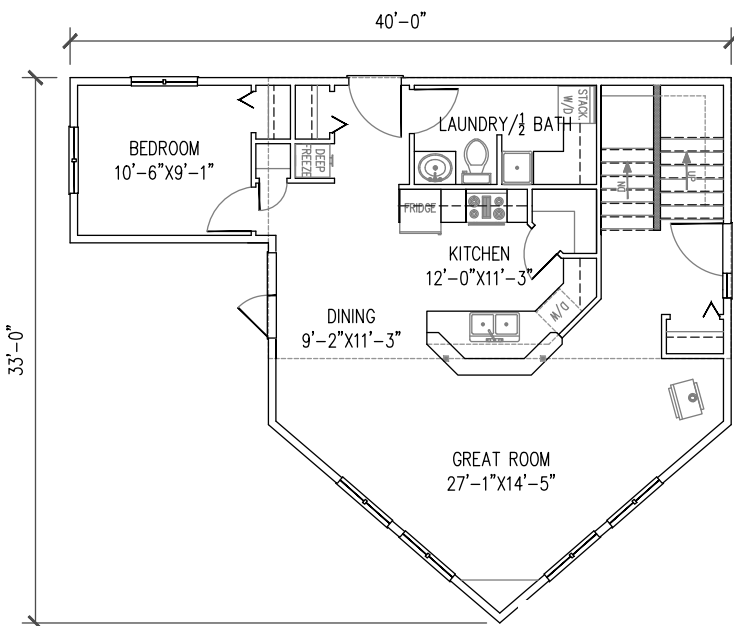 40'-0"
33'-0"
BEDROOM
10'-6"X9'-1"
DEEP
FREEZE
LAUNDRY/½ BATH
STACK
W/D
DN
UP
FRIDGE
KITCHEN
12'-0"X11'-3"
DINING
9'-2"X11'-3"
D/W
GREAT ROOM
27'-1"X14'-5"